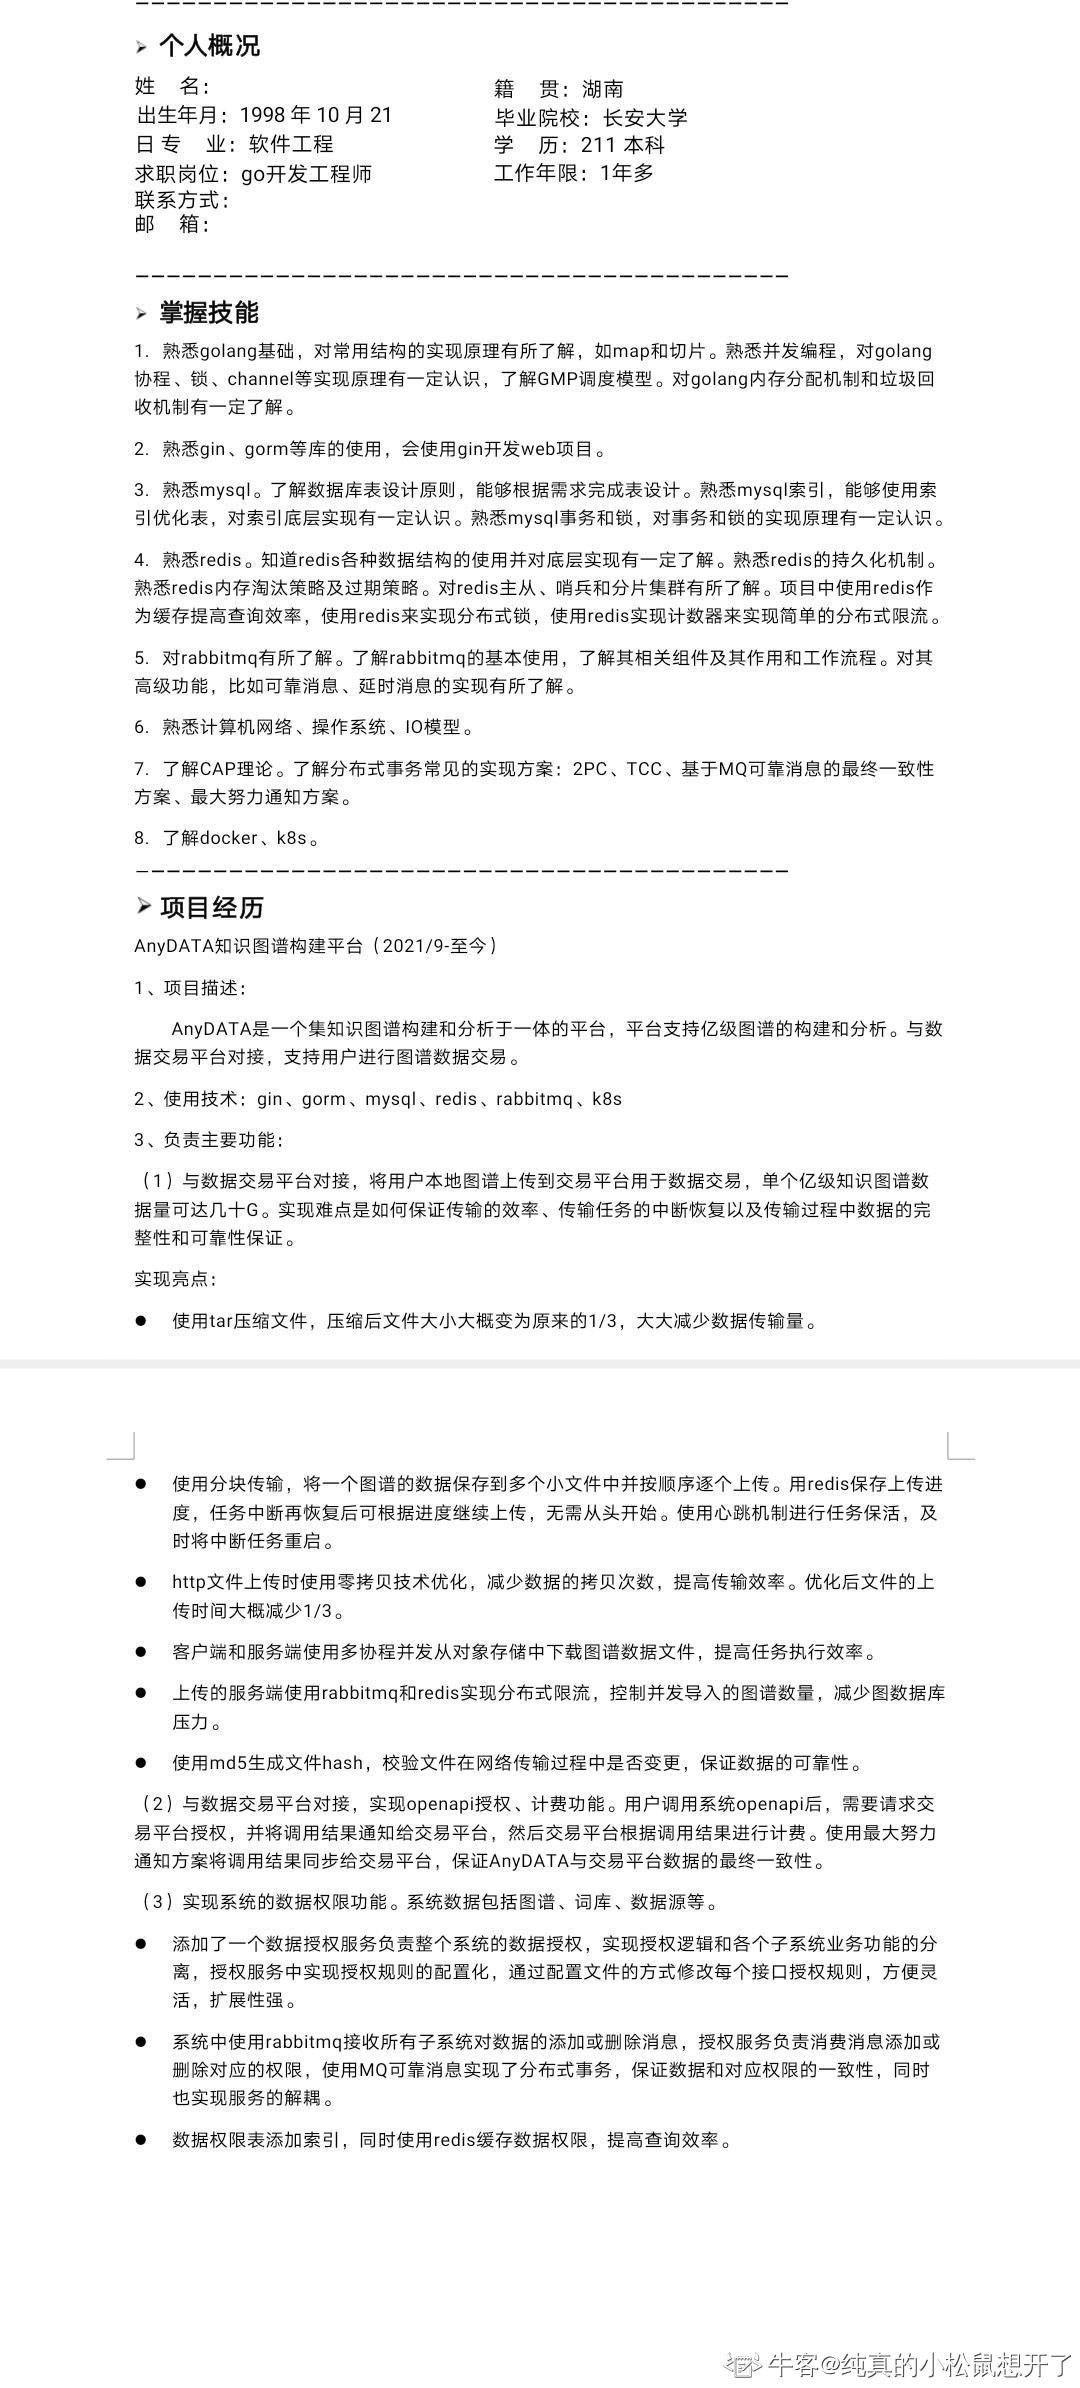 个人概况
姓 名：
籍 贯：湖南
出生年月：1998 年 10 月 21
毕业院校：长安大学
日 专 业：软件工程
学 历：211 本科
求职岗位：go开发工程师
工作年限：1年多
联系方式：
邮 箱：
掌握技能
1. 熟悉golang基础，对常用结构的实现原理有所了解，如map和切片。熟悉并发编程，对golang
协程、锁、channel等实现原理有一定认识，了解GMP调度模型。对golang内存分配机制和垃圾回
收机制有一定了解。
2. 熟悉gin、gorm等库的使用，会使用gin开发web项目。
3. 熟悉mysql。了解数据库表设计原则，能够根据需求完成表设计。熟悉mysql索引，能够使用索
引优化表，对索引底层实现有一定认识。熟悉mysql事务和锁，对事务和锁的实现原理有一定认识。
4. 熟悉redis。知道redis各种数据结构的使用并对底层实现有一定了解。熟悉redis的持久化机制。
熟悉redis内存淘汰策略及过期策略。对redis主从、哨兵和分片集群有所了解。项目中使用redis作
为缓存提高查询效率，使用redis来实现分布式锁，使用redis实现计数器来实现简单的分布式限流。
5. 对rabbitmq有所了解。了解rabbitmq的基本使用，了解其相关组件及其作用和工作流程。对其
高级功能，比如可靠消息、延时消息的实现有所了解。
6. 熟悉计算机网络、操作系统、IO模型。
7. 了解CAP理论。了解分布式事务常见的实现方案：2PC、TCC、基于MQ可靠消息的最终一致性
方案、最大努力通知方案。
8. 了解docker、k8s。
项目经历
AnyDATA知识图谱构建平台（2021/9-至今）
1、项目描述：
AnyDATA是一个集知识图谱构建和分析于一体的平台，平台支持亿级图谱的构建和分析。与数
据交易平台对接，支持用户进行图谱数据交易。
2、使用技术：gin、gorm、mysql、redis、rabbitmq、k8s
3、负责主要功能：
（1）与数据交易平台对接，将用户本地图谱上传到交易平台用于数据交易，单个亿级知识图谱数
据量可达几十G。实现难点是如何保证传输的效率、传输任务的中断恢复以及传输过程中数据的完
整性和可靠性保证。
实现亮点：
● 使用tar压缩文件，压缩后文件大小大概变为原来的1/3，大大减少数据传输量。
● 使用分块传输，将一个图谱的数据保存到多个小文件中并按顺序逐个上传。用redis保存上传进
度，任务中断再恢复后可根据进度继续上传，无需从头开始。使用心跳机制进行任务保活，及
时将中断任务重启。
● http文件上传时使用零拷贝技术优化，减少数据的拷贝次数，提高传输效率。优化后文件的上
传时间大概减少1/3。
● 客户端和服务端使用多协程并发从对象存储中下载图谱数据文件，提高任务执行效率。
● 上传的服务端使用rabbitmq和redis实现分布式限流，控制并发导入的图谱数量，减少图数据库
压力。
● 使用md5生成文件hash，校验文件在网络传输过程中是否变更，保证数据的可靠性。
（2）与数据交易平台对接，实现openapi授权、计费功能。用户调用系统openapi后，需要请求交
易平台授权，并将调用结果通知给交易平台，然后交易平台根据调用结果进行计费。使用最大努力
通知方案将调用结果同步给交易平台，保证AnyDATA与交易平台数据的最终一致性。
（3）实现系统的数据权限功能。系统数据包括图谱、词库、数据源等。
● 添加了一个数据授权服务负责整个系统的数据授权，实现授权逻辑和各个子系统业务功能的分
离，授权服务中实现授权规则的配置化，通过配置文件的方式修改每个接口授权规则，方便灵
活，扩展性强。
● 系统中使用rabbitmq接收所有子系统对数据的添加或删除消息，授权服务负责消费消息添加或
删除对应的权限，使用MQ可靠消息实现了分布式事务，保证数据和对应权限的一致性，同时
也实现服务的解耦。
● 数据权限表添加索引，同时使用redis缓存数据权限，提高查询效率。
牛客@纯真的小松鼠想开了